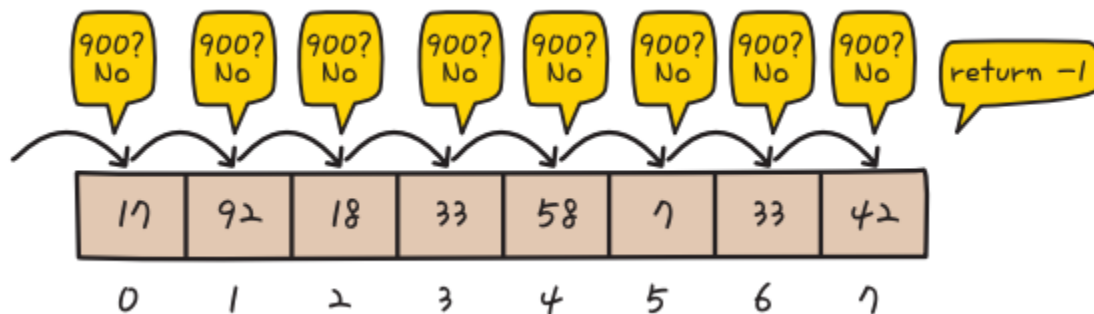 900? 900? 900? 900? 900? 900? 900? 900?
No No No No No No No No
return -1
17 92 18 33 58 7 33 42
0 1 2 3 4 5 6 7